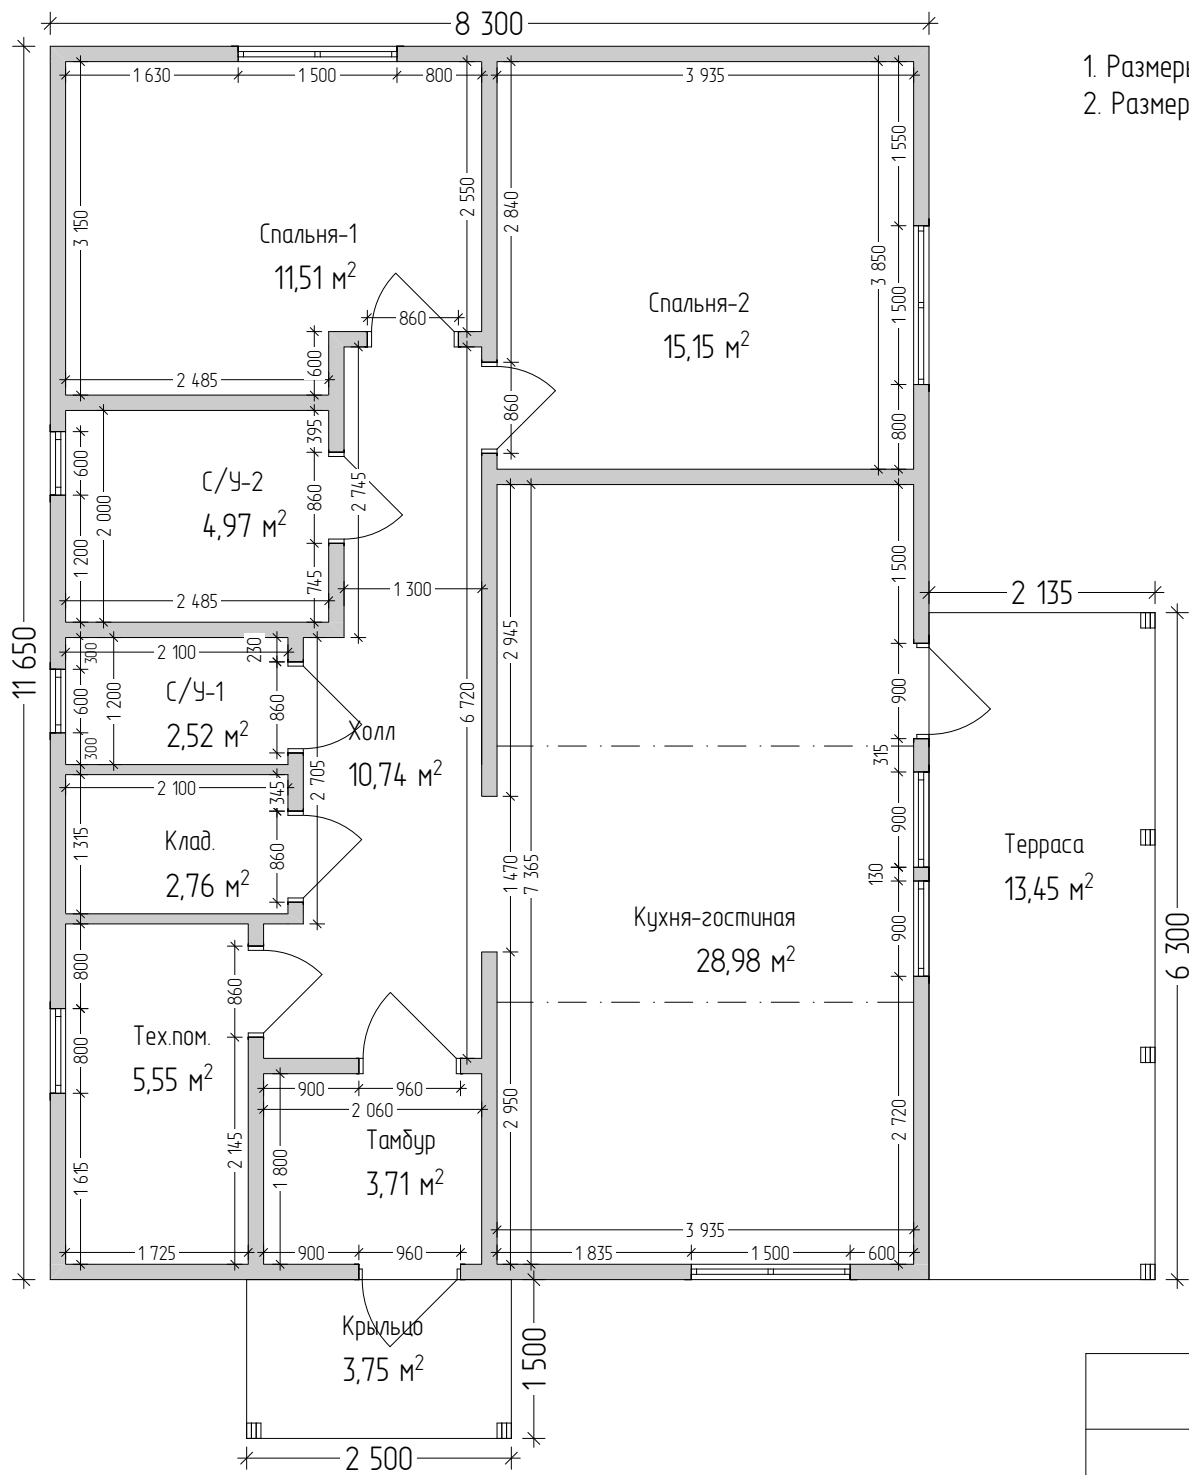 8 300
1. Размеры
2. Размер
1 630
1 500
800
3 935
1 550
3 150
2 550
2 840
Спальня-1
11,51 м²
3 850
1 500
Спальня-2
15,15 м²
860
600
2 485
860
800
395
600
С/У-2
4,97 м²
2 000
860
2 745
1 200
745
1 500
2 485
1 300
2 135
11 650
300
2 100
230
2 945
600
С/У-1
2,52 м²
1 200
860
6 720
900
300
Холл
10,74 м²
315
2 100
345
2 705
1 315
Клад.
2,76 м²
860
1 470
7 365
900
130
Терраса
13,45 м²
Кухня-гостиная
28,98 м²
900
6 300
800
860
Тех.пом.
5,55 м²
800
900
960
2 060
2 950
2 720
Тамбур
3,71 м²
2 145
1 800
1 615
3 935
1 725
900
960
1 835
1 500
600
Крыльцо
3,75 м²
1 500
2 500